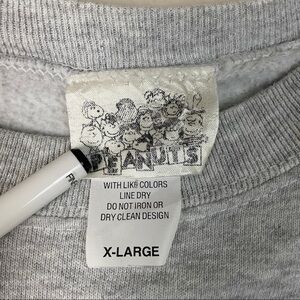 PEANUTS
WITH LIKE COLORS
LINE DRY
DO NOT IRON OR
DRY CLEAN DESIGN
X-LARGE